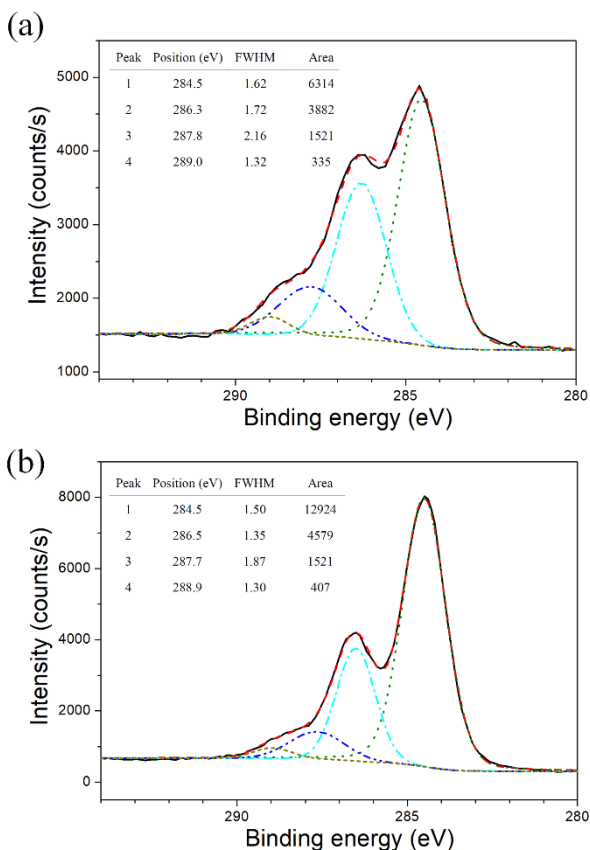 (a)
Peak Position (eV) FWHM Area
1 284.5 1.62 6314
2 286.3 1.72 3882
3 287.8 2.16 1521
4 289.0 1.32 335
5000
4000
3000
2000
1000
Intensity (counts/s)
290 285 280
Binding energy (eV)
(b)
Peak Position (eV) FWHM Area
1 284.5 1.50 12924
2 286.5 1.35 4579
3 287.7 1.87 1521
4 288.9 1.30 407
8000
6000
4000
2000
0
Intensity (counts/s)
290 285 280
Binding energy (eV)